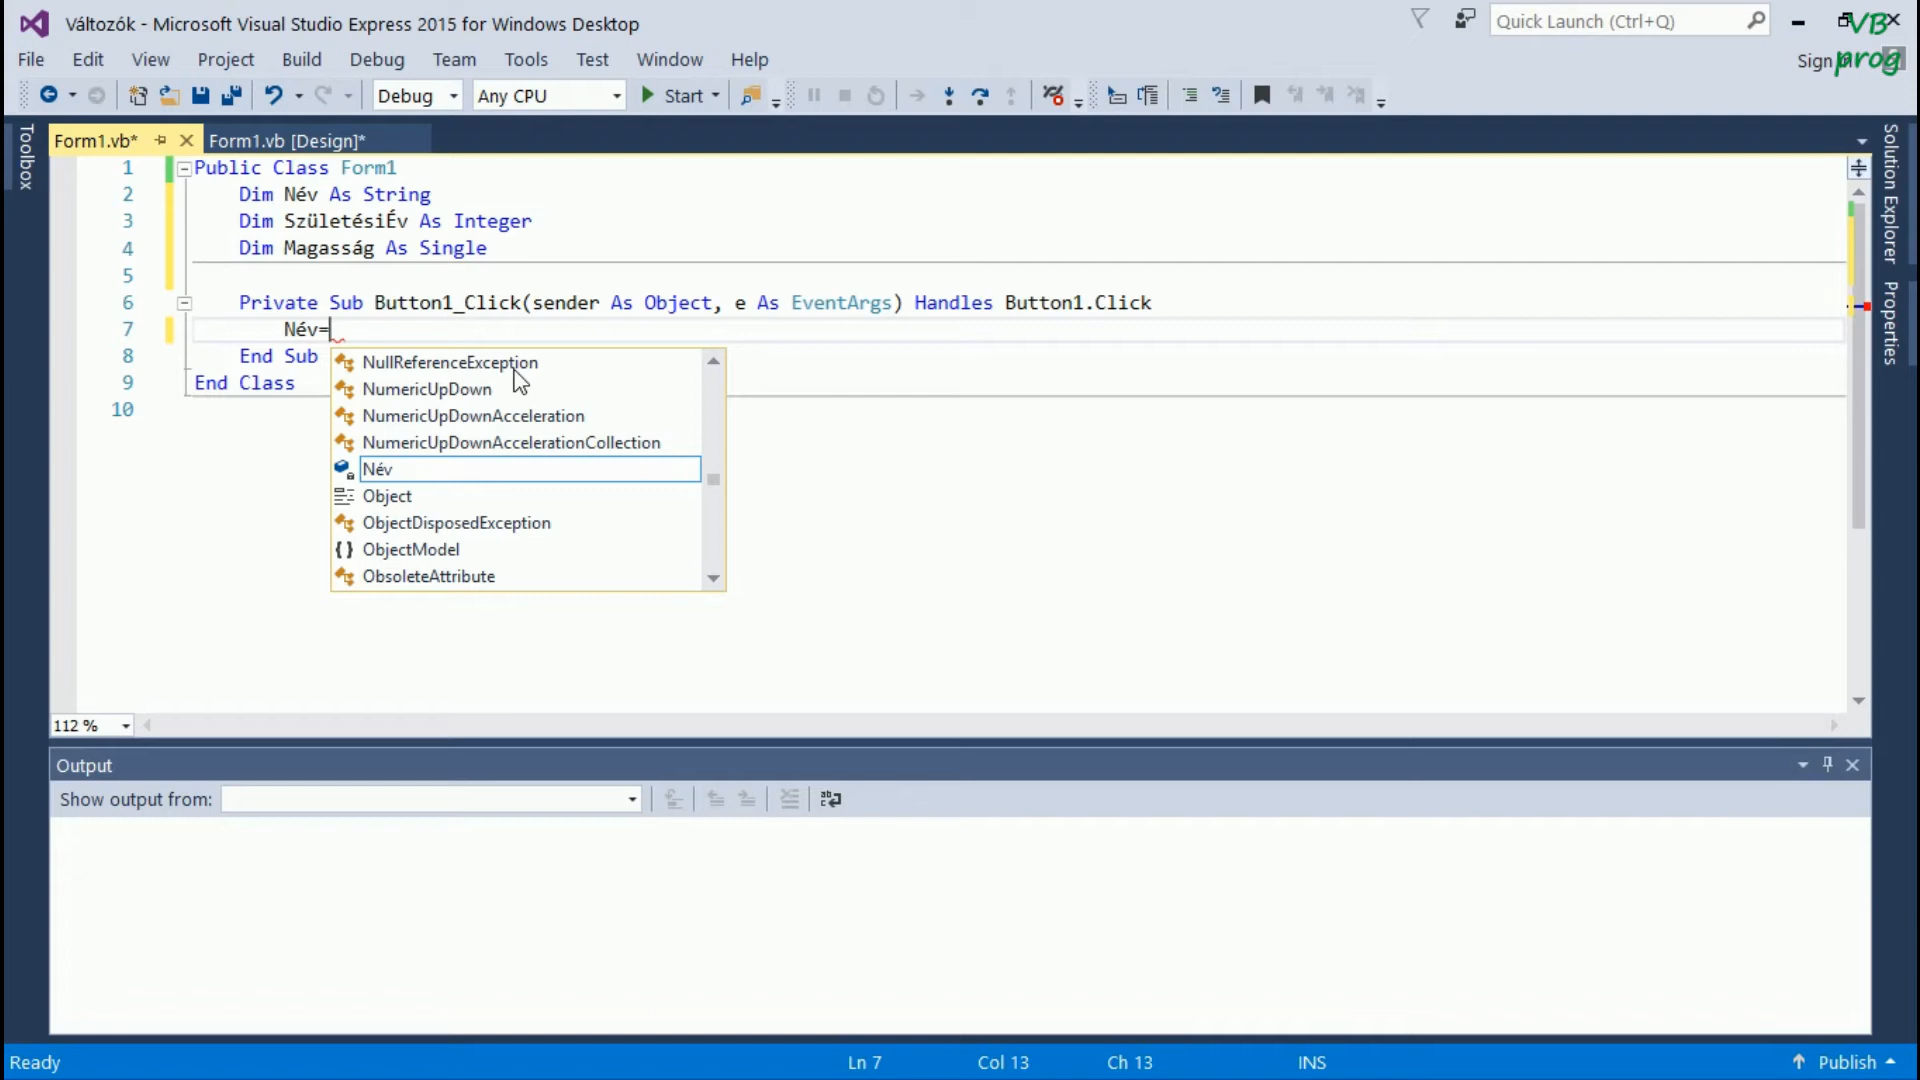 Változók - Microsoft Visual Studio Express 2015 for Windows Desktop
Quick Launch (Ctrl+Q)
VB
prog
File Edit View Project Build Debug Team Tools Test Window Help
Sign
Debug Any CPU Start
Toolbox
Form1.vb* Form1.vb [Design]*
Solution Explorer
Properties
1 Public Class Form1
2 Dim Név As String
3 Dim SzületésiÉv As Integer
4 Dim Magasság As Single
5
6 Private Sub Button1_Click(sender As Object, e As EventArgs) Handles Button1.Click
7 Név=
8 End Sub
9 End Class
10
NullReferenceException
NumericUpDown
NumericUpDownAcceleration
NumericUpDownAccelerationCollection
Név
Object
ObjectDisposedException
ObjectModel
ObsoleteAttribute
112 %
Output
Show output from:
Ready Ln 7 Col 13 Ch 13 INS Publish